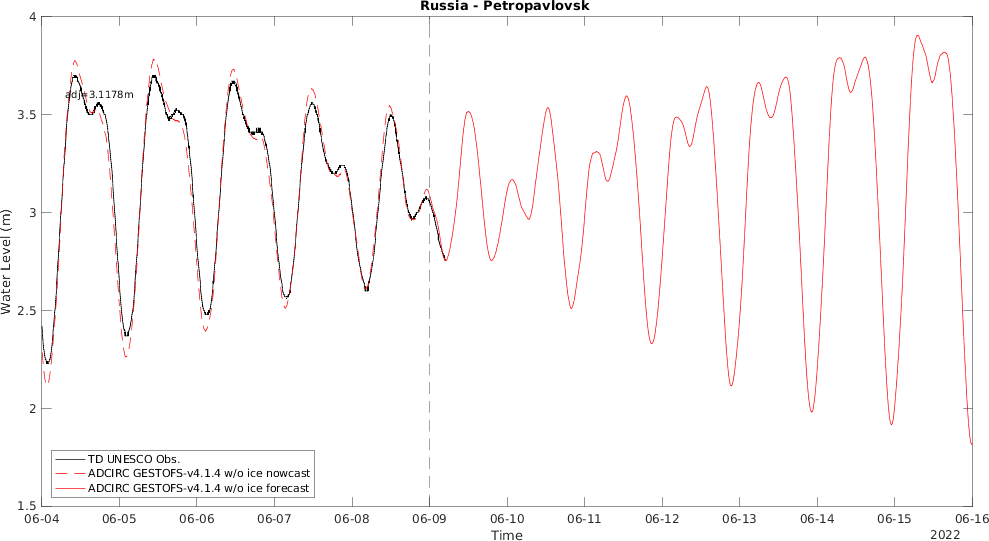 Russia - Petropavlovsk
4
3.5
3
2.5
2
1.5
Water Level (m)
adj=3.1178m
TD UNESCO Obs.
ADCIRC GESTOFS-v4.1.4 w/o ice nowcast
ADCIRC GESTOFS-v4.1.4 w/o ice forecast
06-04 06-05 06-06 06-07 06-08 06-09 06-10 06-11 06-12 06-13 06-14 06-15 06-16
Time
2022